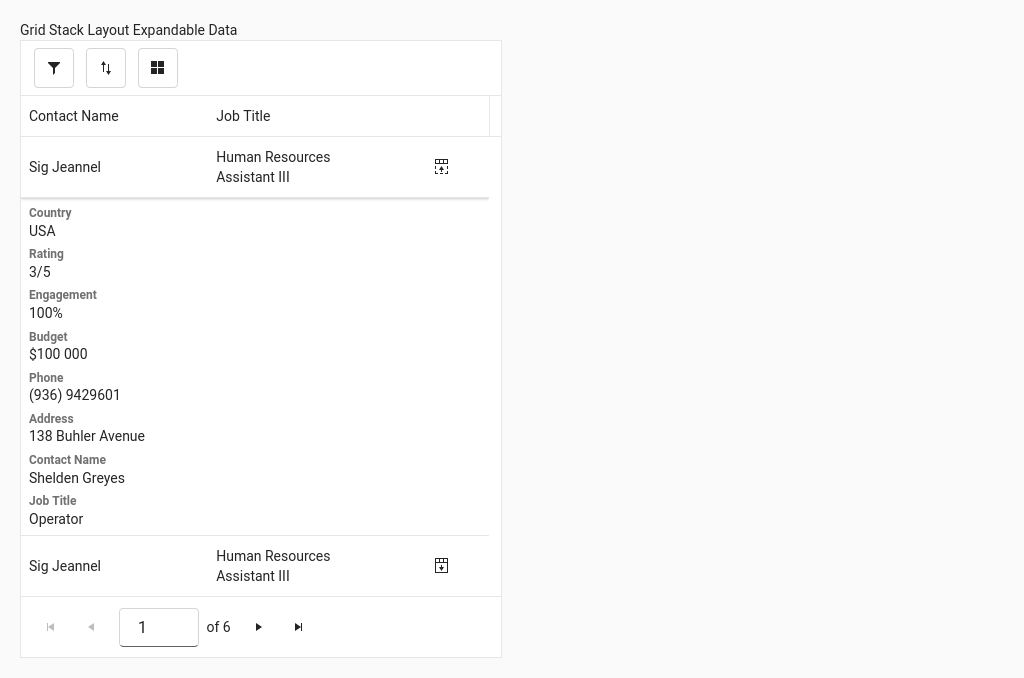 Grid Stack Layout Expandable Data
Contact Name Job Title
Sig Jeannel Human Resources
Assistant III
Country
USA
Rating
3/5
Engagement
100%
Budget
$100 000
Phone
(936) 9429601
Address
138 Buhler Avenue
Contact Name
Shelden Greyes
Job Title
Operator
Sig Jeannel Human Resources
Assistant III
1 of 6